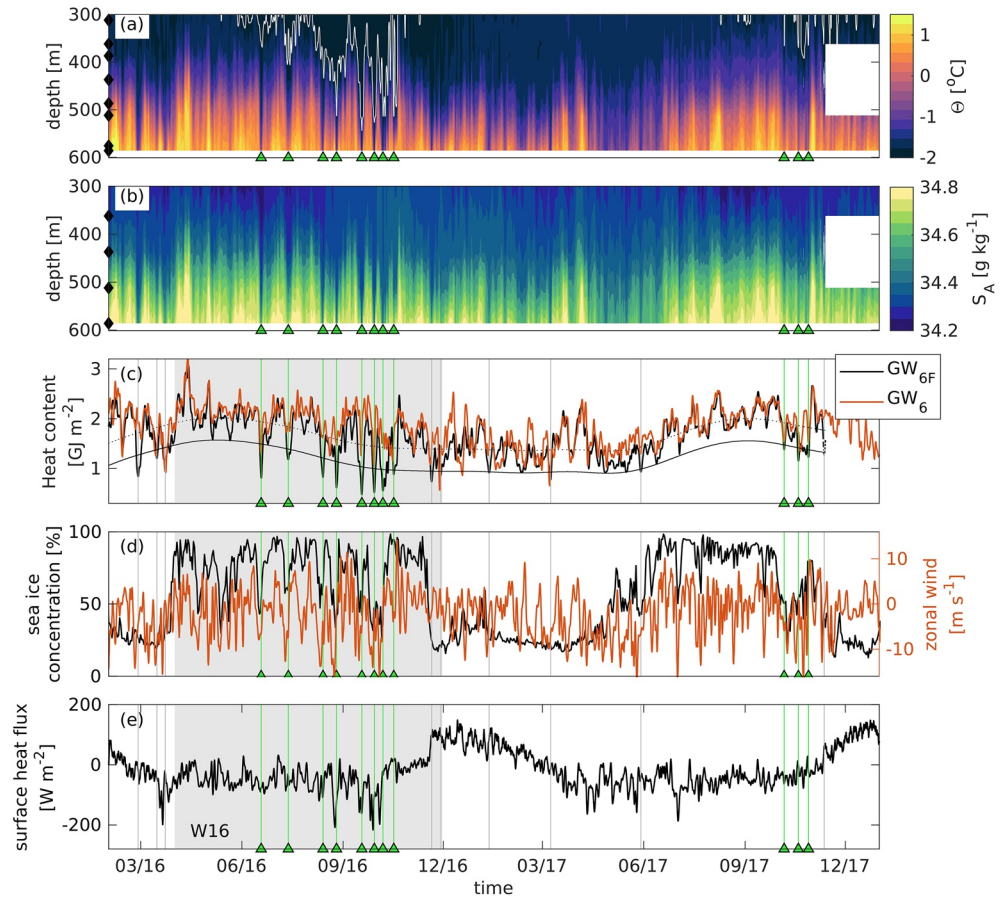 (a)
300
400
500
600
depth [m]
1
0
-1
-2
Θ [°C]
(b)
300
400
500
600
depth [m]
34.8
34.6
34.4
34.2
S_A [g kg^-1]
(c)
3
2
1
Heat content
[GJ m^-2]
GW_6F
GW_6
(d)
100
50
0
sea ice
concentration [%]
10
0
-10
zonal wind
[m s^-1]
(e)
200
0
-200
surface heat flux
[W m^-2]
W16
03/16 06/16 09/16 12/16 03/17 06/17 09/17 12/17
time